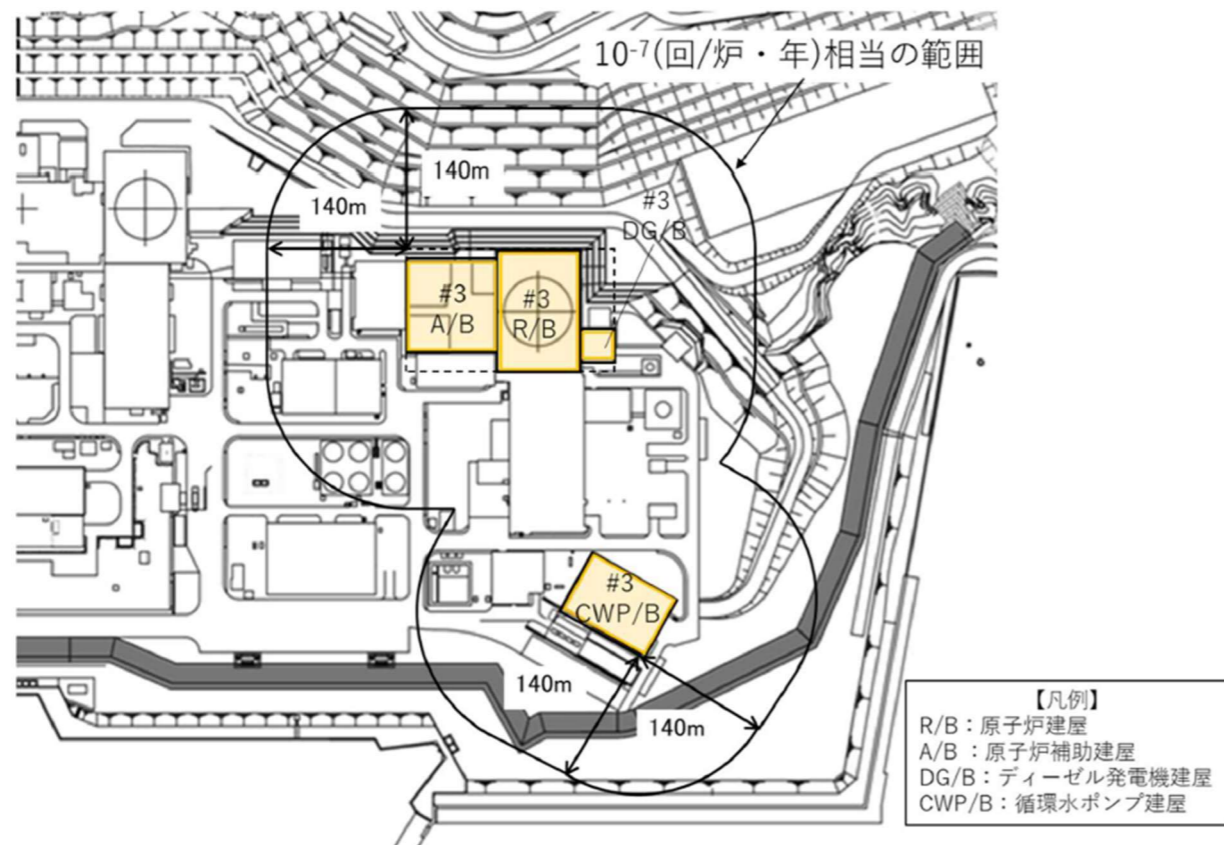 10⁻⁷(回/炉・年)相当の範囲
140m
140m
#3
DG/B
#3
A/B
#3
R/B
#3
CWP/B
140m
140m
【凡例】
R/B：原子炉建屋
A/B：原子炉補助建屋
DG/B：ディーゼル発電機建屋
CWP/B：循環水ポンプ建屋